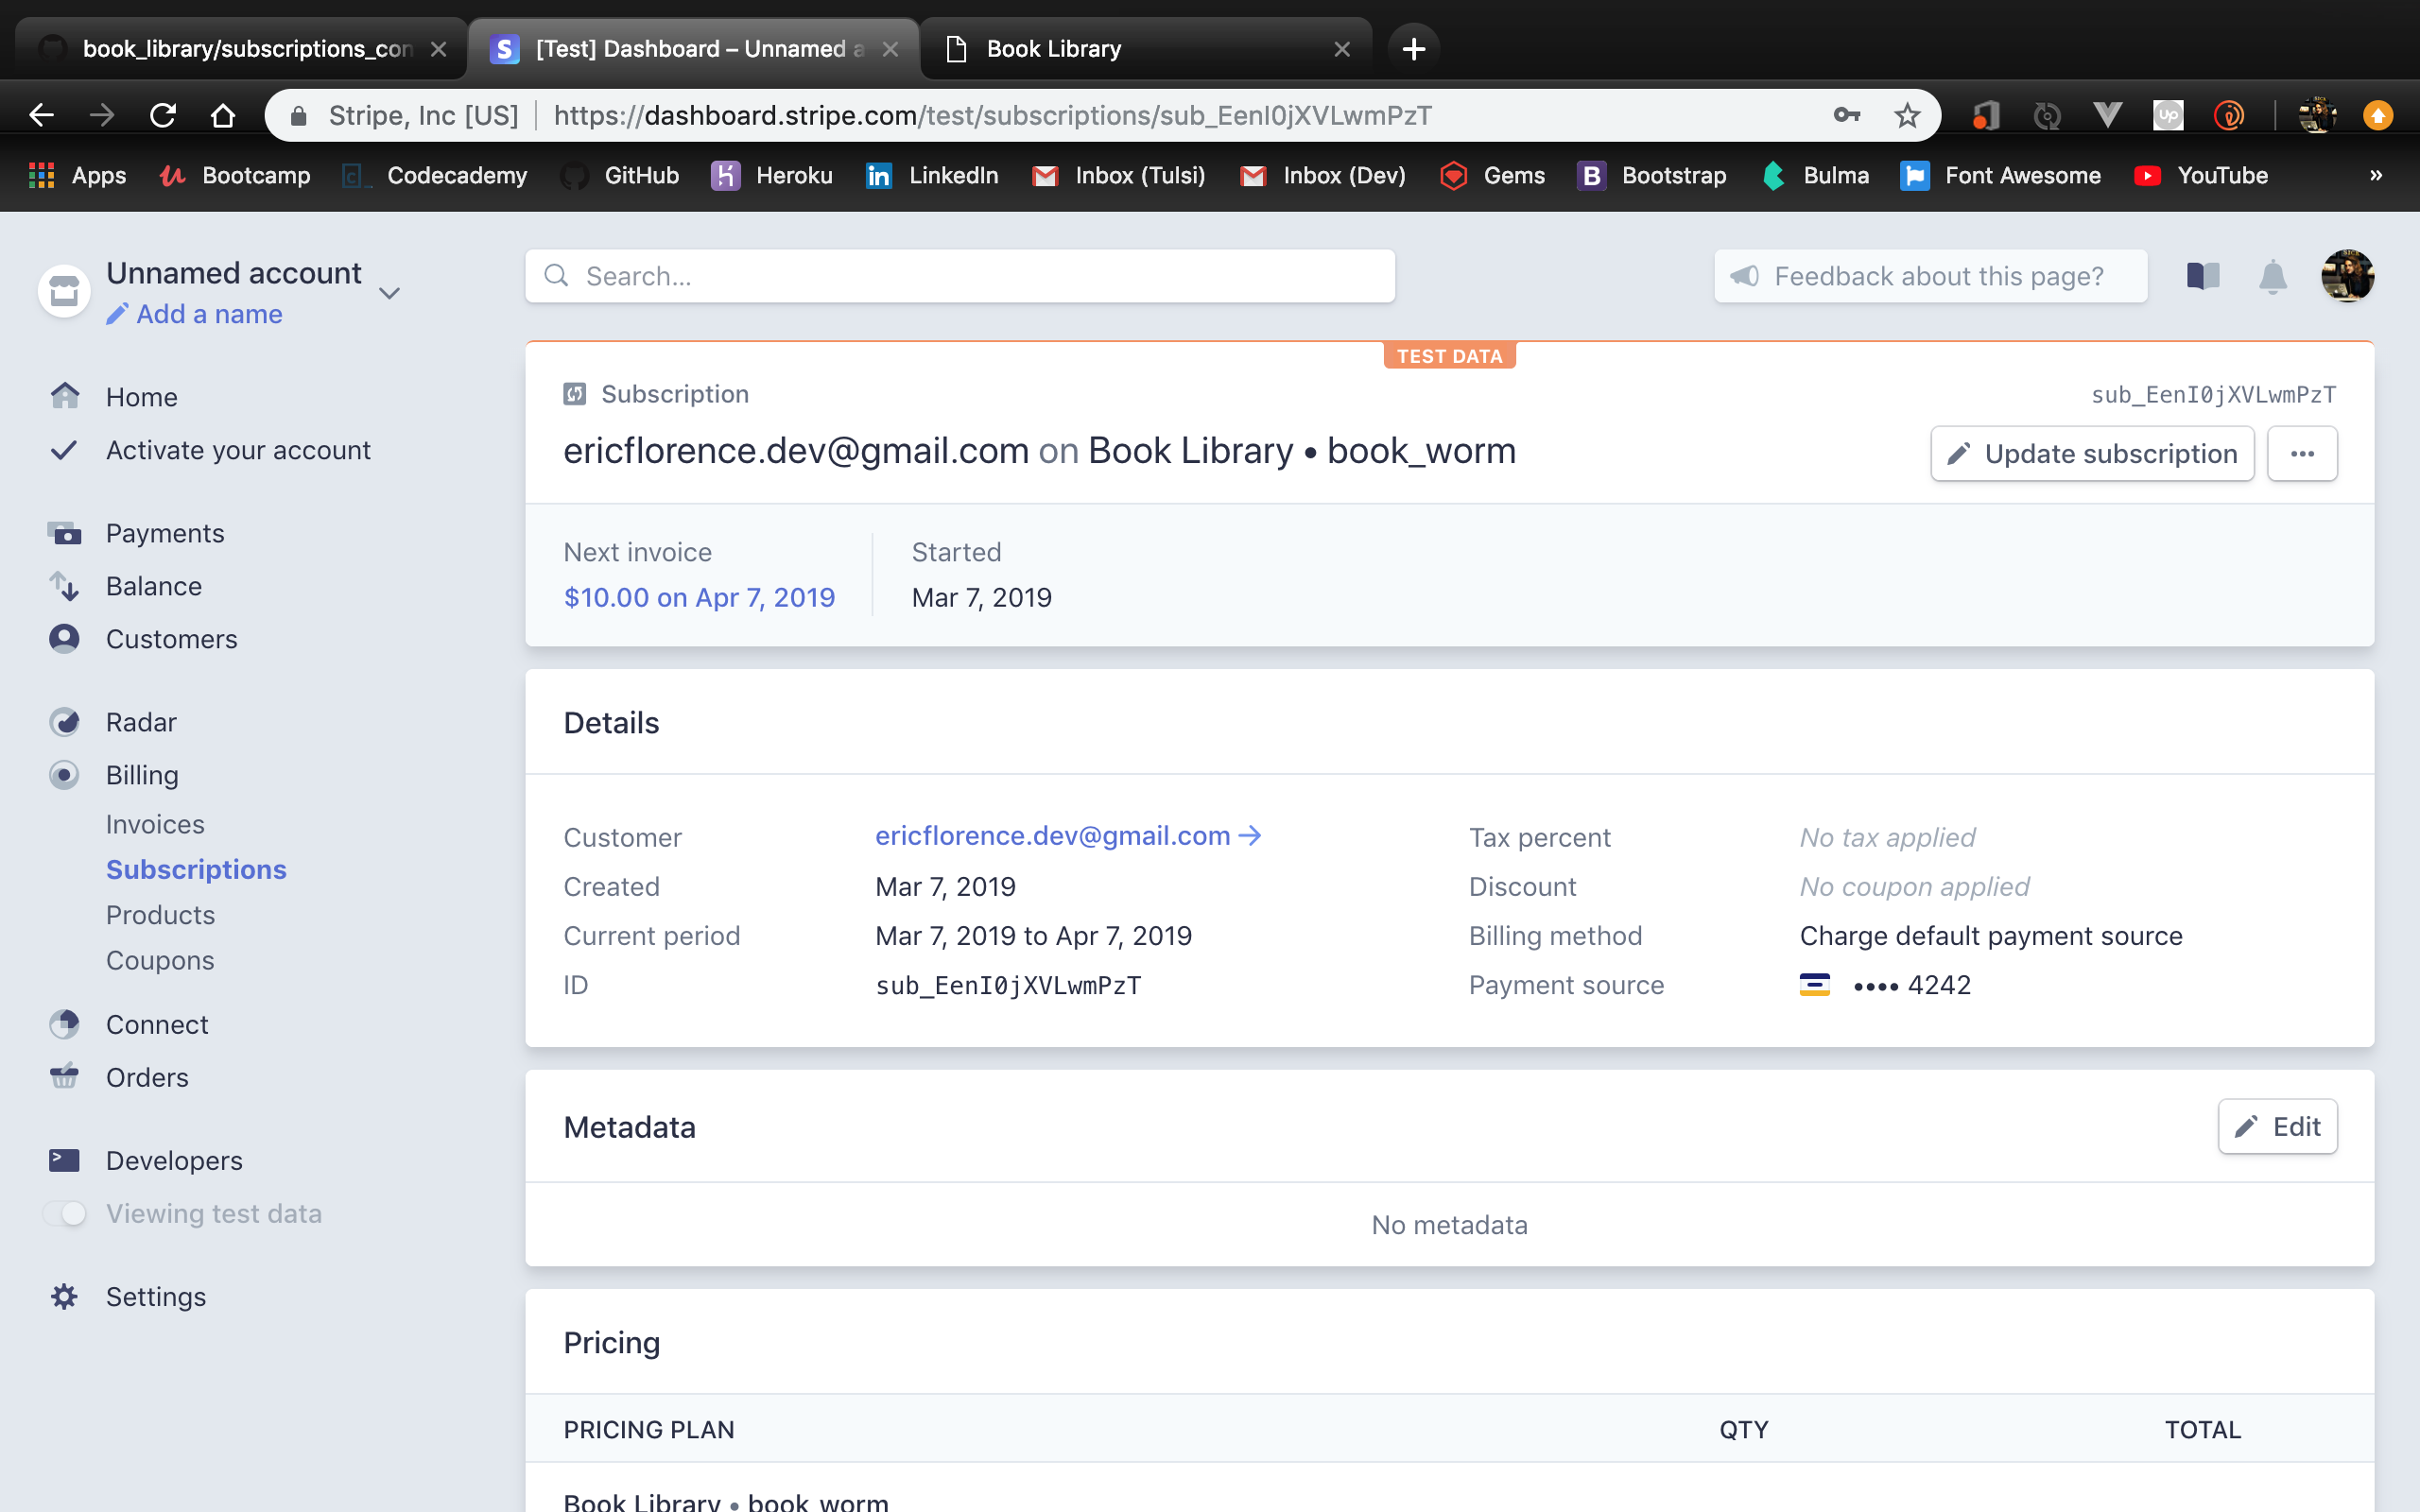 book_library/subscriptions_con
[Test] Dashboard – Unnamed a
Book Library
Stripe, Inc [US] https://dashboard.stripe.com/test/subscriptions/sub_EenI0jXVLwmPzT
Apps Bootcamp Codecademy GitHub Heroku LinkedIn Inbox (Tulsi) Inbox (Dev) Gems Bootstrap Bulma Font Awesome YouTube »
Unnamed account
Add a name
Search...
Feedback about this page?
Home
Activate your account
Payments
Balance
Customers
Radar
Billing
Invoices
Subscriptions
Products
Coupons
Connect
Orders
Developers
Viewing test data
Settings
TEST DATA
Subscription
sub_EenI0jXVLwmPzT
ericflorence.dev@gmail.com on Book Library • book_worm
Update subscription
Next invoice
$10.00 on Apr 7, 2019
Started
Mar 7, 2019
Details
Customer ericflorence.dev@gmail.com
Created Mar 7, 2019
Current period Mar 7, 2019 to Apr 7, 2019
ID sub_EenI0jXVLwmPzT
Tax percent No tax applied
Discount No coupon applied
Billing method Charge default payment source
Payment source •••• 4242
Metadata
Edit
No metadata
Pricing
PRICING PLAN QTY TOTAL
Book Library • book_worm